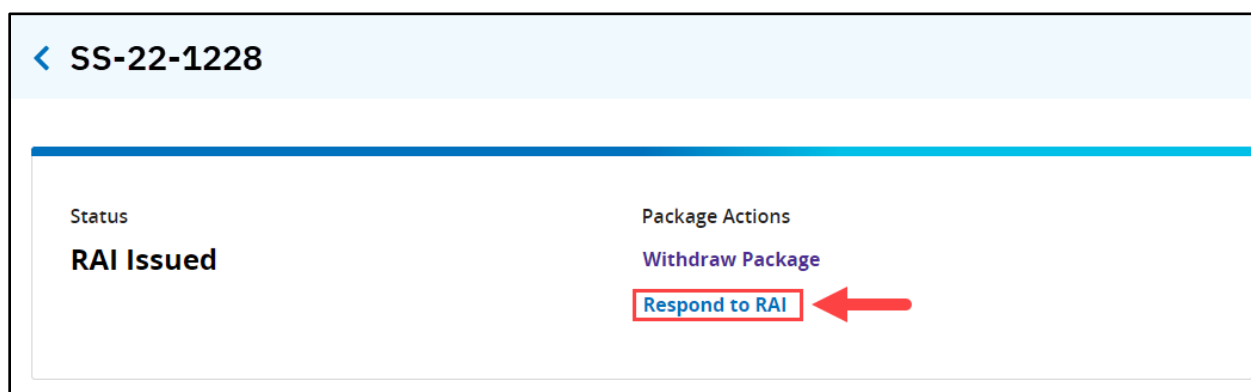 SS-22-1228
Status
RAI Issued
Package Actions
Withdraw Package
Respond to RAI